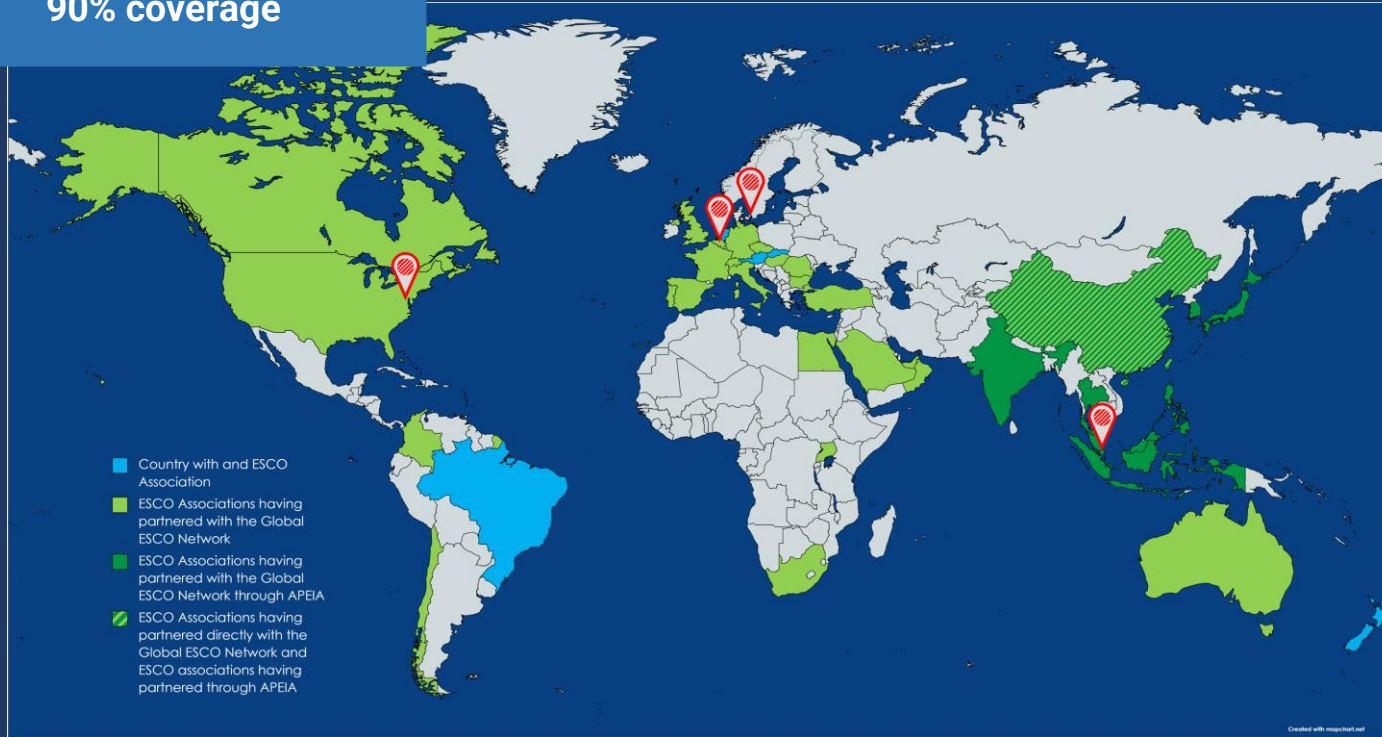 90% coverage
Country with and ESCO
Association
ESCO Associations having
partnered with the Global
ESCO Network
ESCO Associations having
partnered with the Global
ESCO Network through APEIA
ESCO Associations having
partnered directly with the
Global ESCO Network and
ESCO associations having
partnered through APEIA
Created with mapchart.net